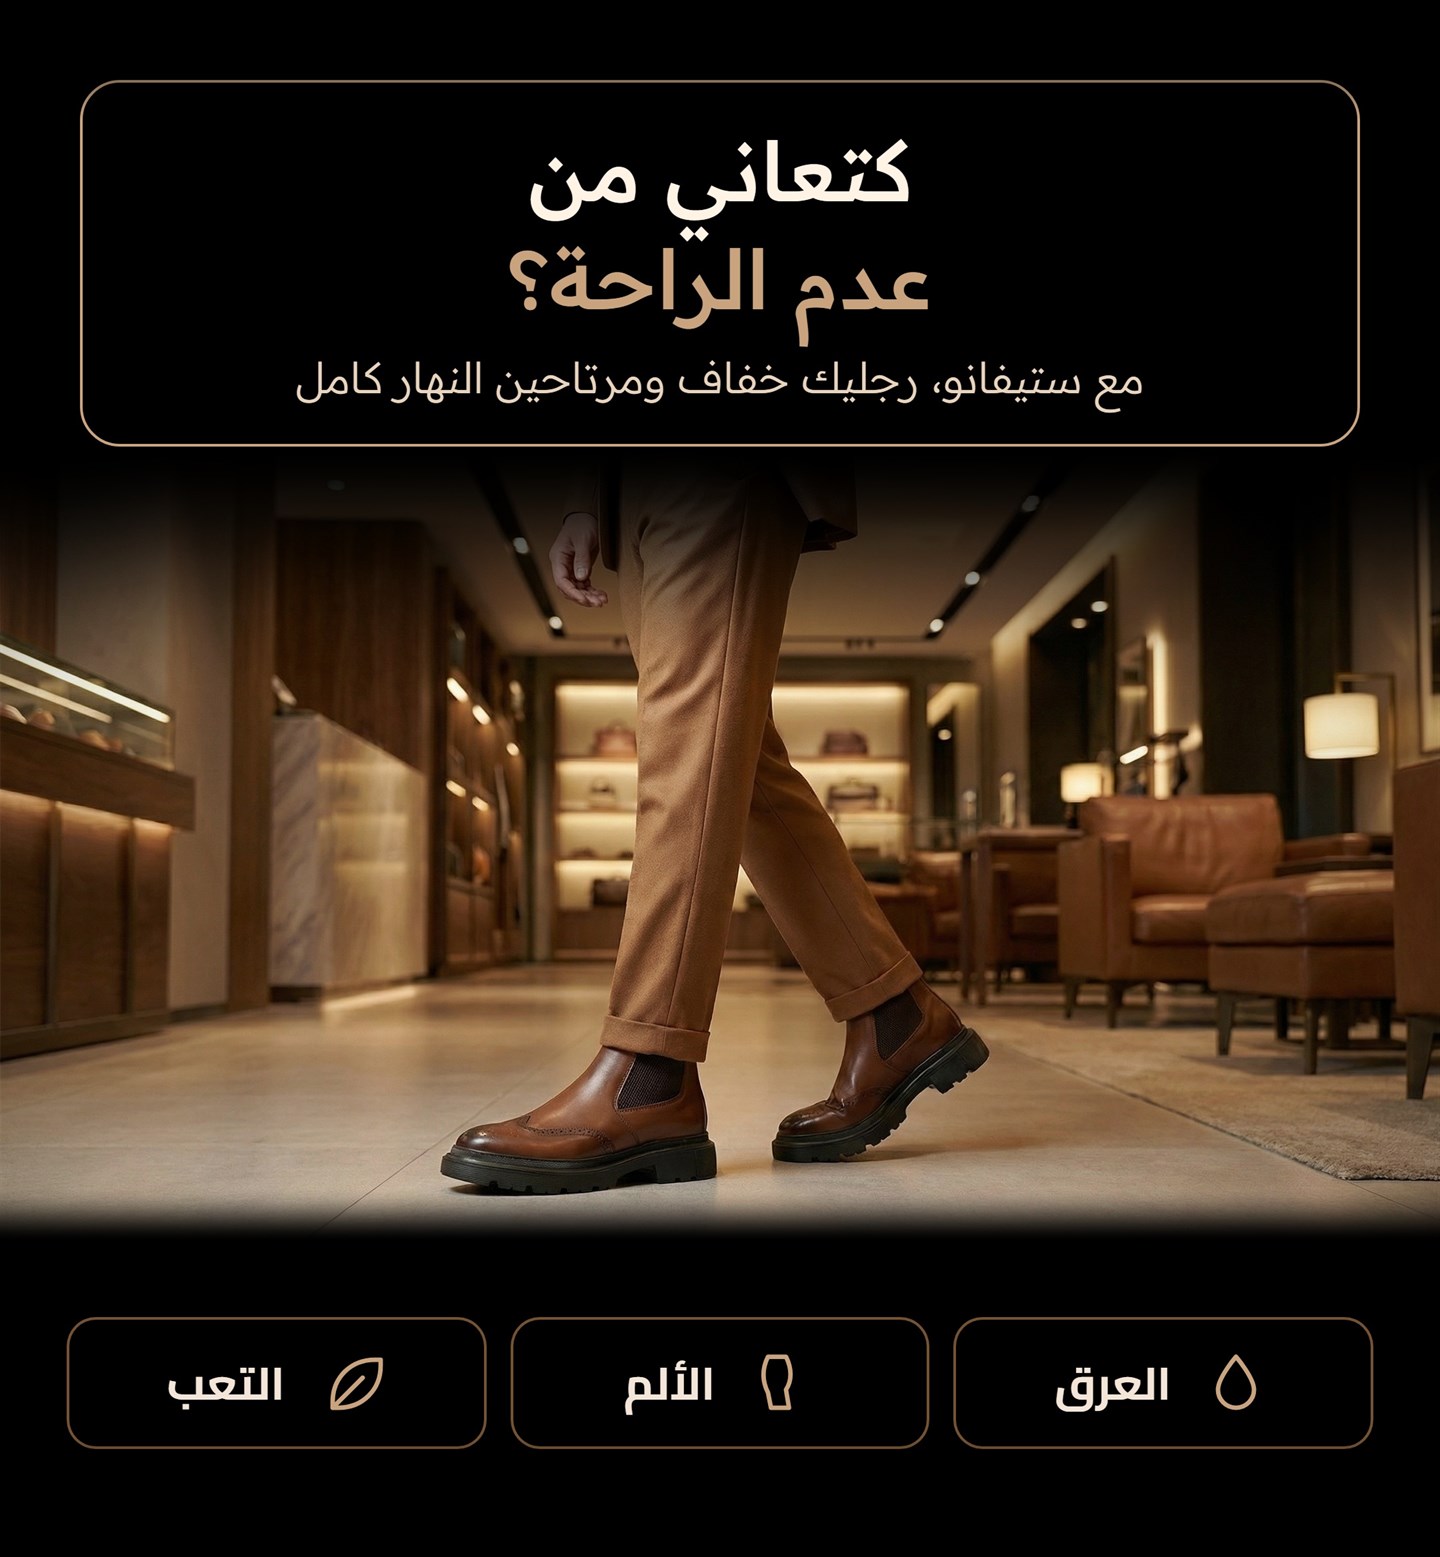 كتعاني من
عدم الراحة؟
مع ستيفانو، رجليك خفاف ومرتاحين النهار كامل
العرق
الألم
التعب